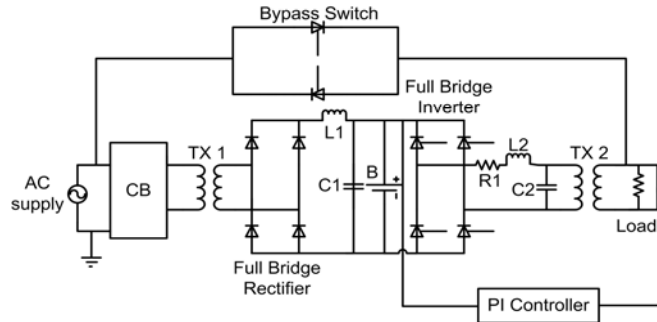 Bypass Switch
Full Bridge
Inverter
L1
TX 1
L2
TX 2
B
+
-
AC
supply
CB
C1
R1
C2
Load
Full Bridge
Rectifier
PI Controller